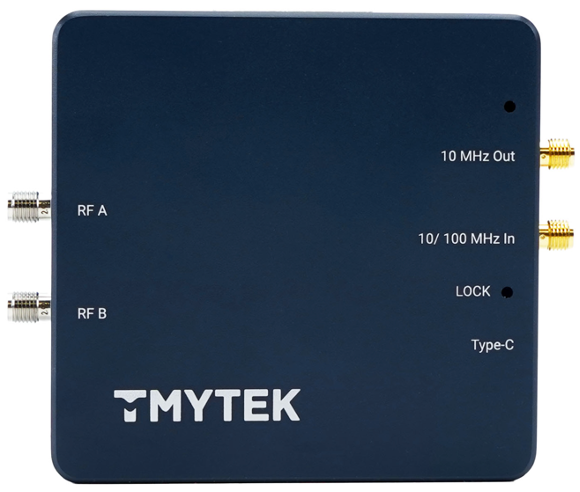 10 MHz Out
RF A
10/ 100 MHz In
LOCK
RF B
Type-C
TMYTEK